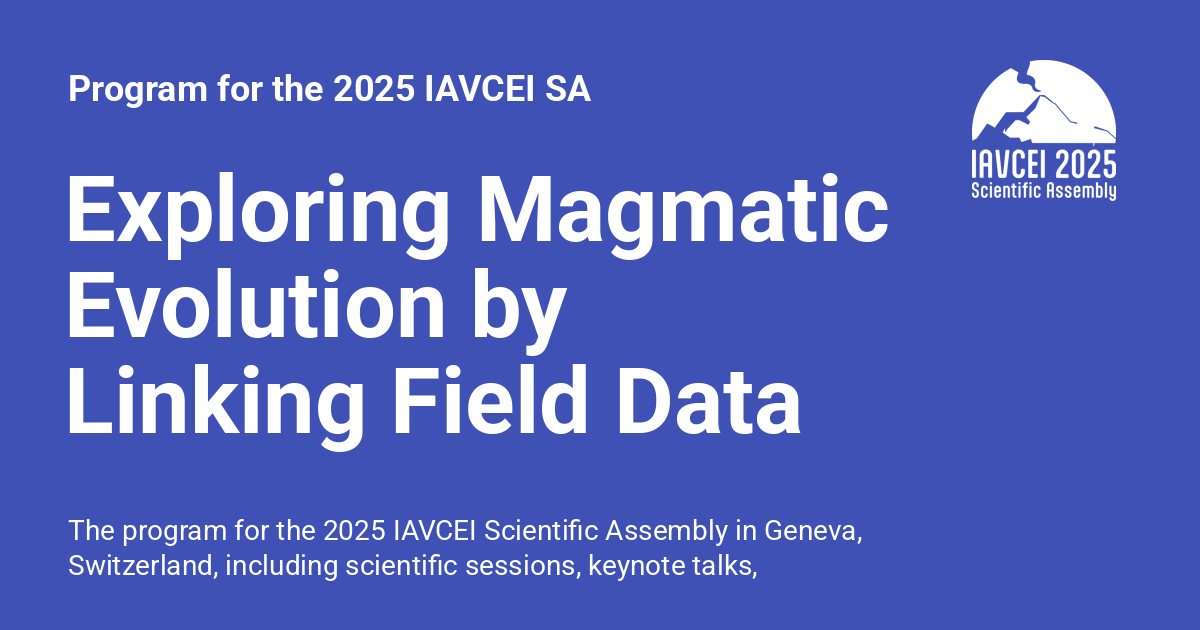 Program for the 2025 IAVCEI SA
IAVCEI 2025
Scientific Assembly
Exploring Magmatic
Evolution by
Linking Field Data
The program for the 2025 IAVCEI Scientific Assembly in Geneva,
Switzerland, including scientific sessions, keynote talks,